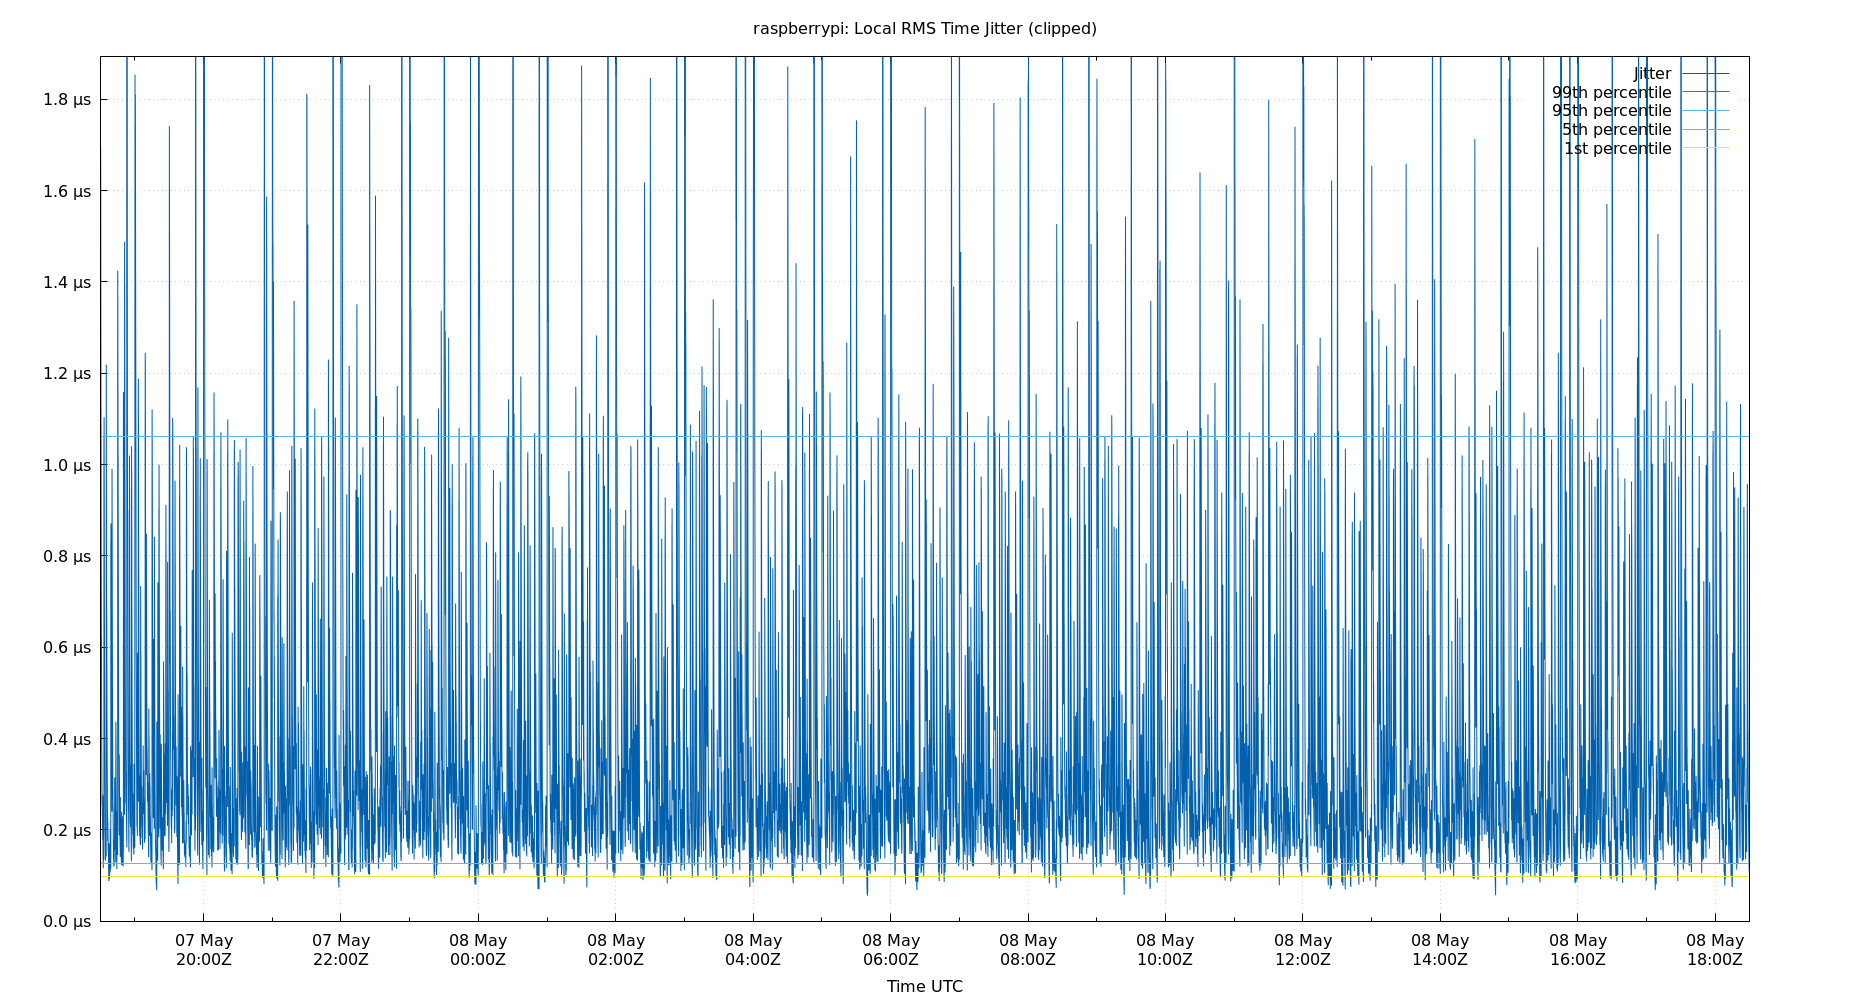 raspberrypi: Local RMS Time Jitter (clipped)
Jitter
99th percentile
95th percentile
5th percentile
1st percentile
1.8 µs
1.6 µs
1.4 µs
1.2 µs
1.0 µs
0.8 µs
0.6 µs
0.4 µs
0.2 µs
0.0 µs
07 May 07 May 08 May 08 May 08 May 08 May 08 May 08 May 08 May 08 May 08 May 08 May
20:00Z 22:00Z 00:00Z 02:00Z 04:00Z 06:00Z 08:00Z 10:00Z 12:00Z 14:00Z 16:00Z 18:00Z
Time UTC